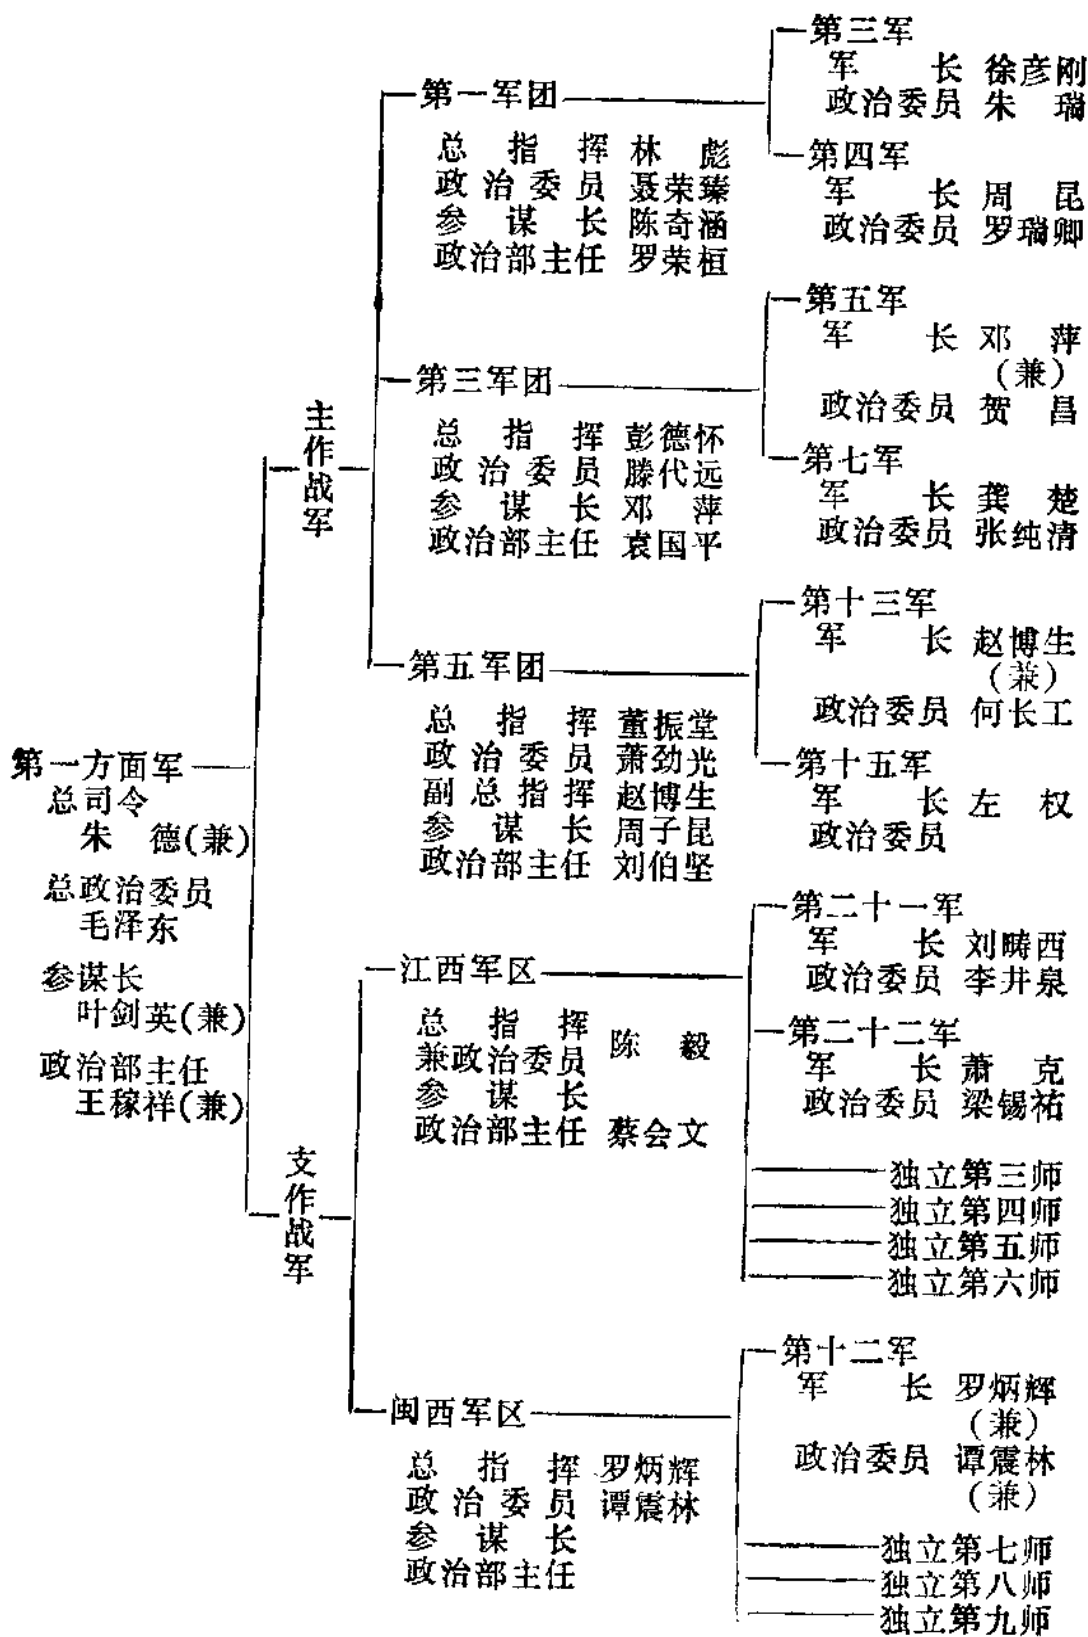 第一方面军
总司令
朱 德(兼)
总政治委员
毛泽东
参谋长
叶剑英(兼)
政治部主任
王稼祥(兼)
主作战军
第一军团
总 指 挥 林 彪
政治委员 聂荣臻
参 谋 长 陈奇涵
政治部主任 罗荣桓
第三军
军 长 徐彦刚
政治委员 朱 瑞
第四军
军 长 周 昆
政治委员 罗瑞卿
第三军团
总 指 挥 彭德怀
政治委员 滕代远
参 谋 长 邓 萍
政治部主任 袁国平
第五军
军 长 邓 萍
(兼)
政治委员 贺 昌
第七军
军 长 龚 楚
政治委员 张纯清
第五军团
总 指 挥 董振堂
政治委员 萧劲光
副总指挥 赵博生
参 谋 长 周子昆
政治部主任 刘伯坚
第十三军
军 长 赵博生
(兼)
政治委员 何长工
第十五军
军 长 左 权
政治委员
支作战军
江西军区
总 指 挥
兼政治委员 陈 毅
参 谋 长
政治部主任 蔡会文
第二十一军
军 长 刘畴西
政治委员 李井泉
第二十二军
军 长 萧 克
政治委员 梁锡祜
独立第三师
独立第四师
独立第五师
独立第六师
闽西军区
总 指 挥 罗炳辉
政治委员 谭震林
参 谋 长
政治部主任
第十二军
军 长 罗炳辉
(兼)
政治委员 谭震林
(兼)
独立第七师
独立第八师
独立第九师